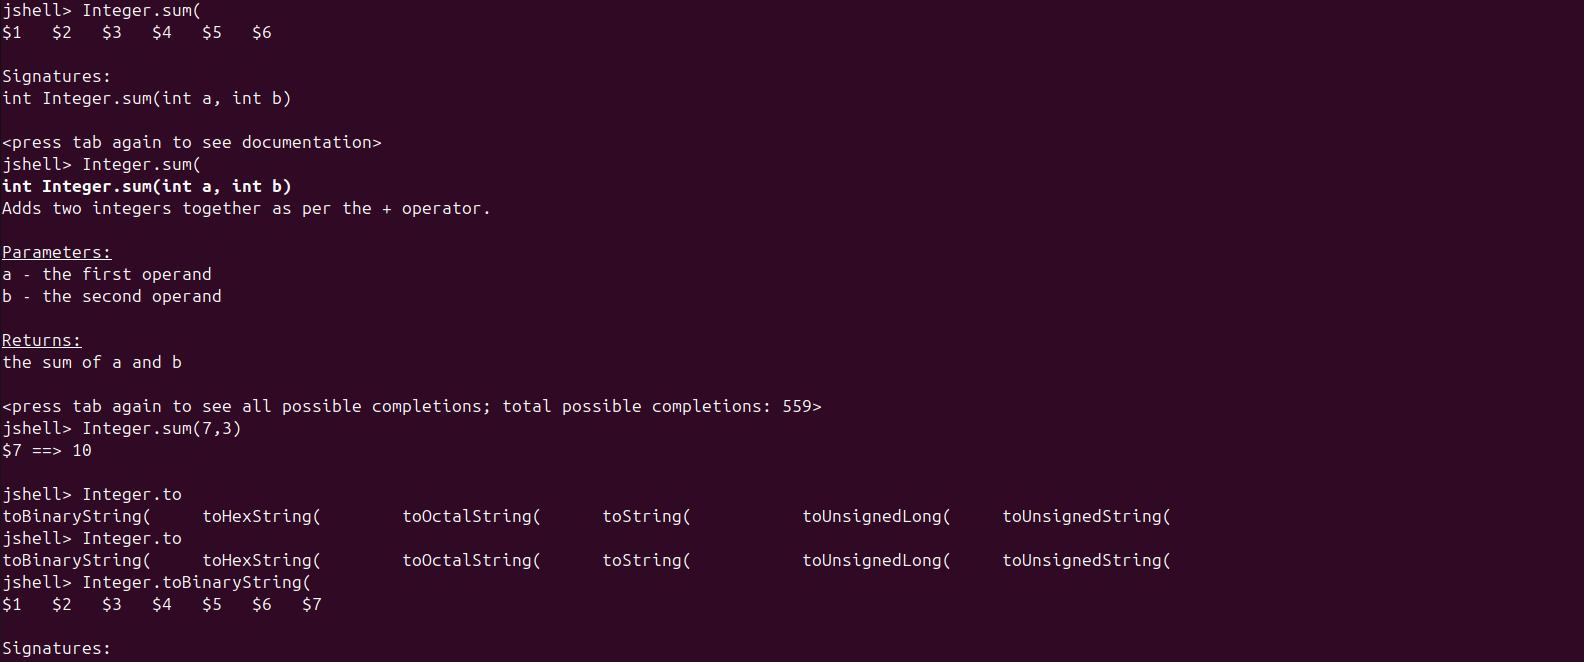 jshell> Integer.sum(
$1   $2   $3   $4   $5   $6
Signatures:
int Integer.sum(int a, int b)
<press tab again to see documentation>
jshell> Integer.sum(
int Integer.sum(int a, int b)
Adds two integers together as per the + operator.
Parameters:
a - the first operand
b - the second operand
Returns:
the sum of a and b
<press tab again to see all possible completions; total possible completions: 559>
jshell> Integer.sum(7,3)
$7 ==> 10
jshell> Integer.to
toBinaryString(     toHexString(        toOctalString(      toString(           toUnsignedLong(     toUnsignedString(
jshell> Integer.to
toBinaryString(     toHexString(        toOctalString(      toString(           toUnsignedLong(     toUnsignedString(
jshell> Integer.toBinaryString(
$1   $2   $3   $4   $5   $6   $7
Signatures: